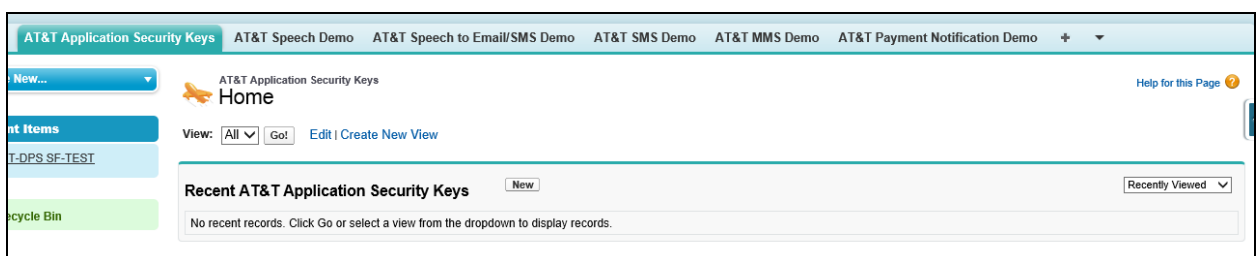 AT&T Application Security Keys AT&T Speech Demo AT&T Speech to Email/SMS Demo AT&T SMS Demo AT&T MMS Demo AT&T Payment Notification Demo +
New...
AT&T Application Security Keys
Home
Help for this Page
View: All Go! Edit | Create New View
nt Items
T-DPS SF-TEST
Recent AT&T Application Security Keys New Recently Viewed
ecycle Bin
No recent records. Click Go or select a view from the dropdown to display records.